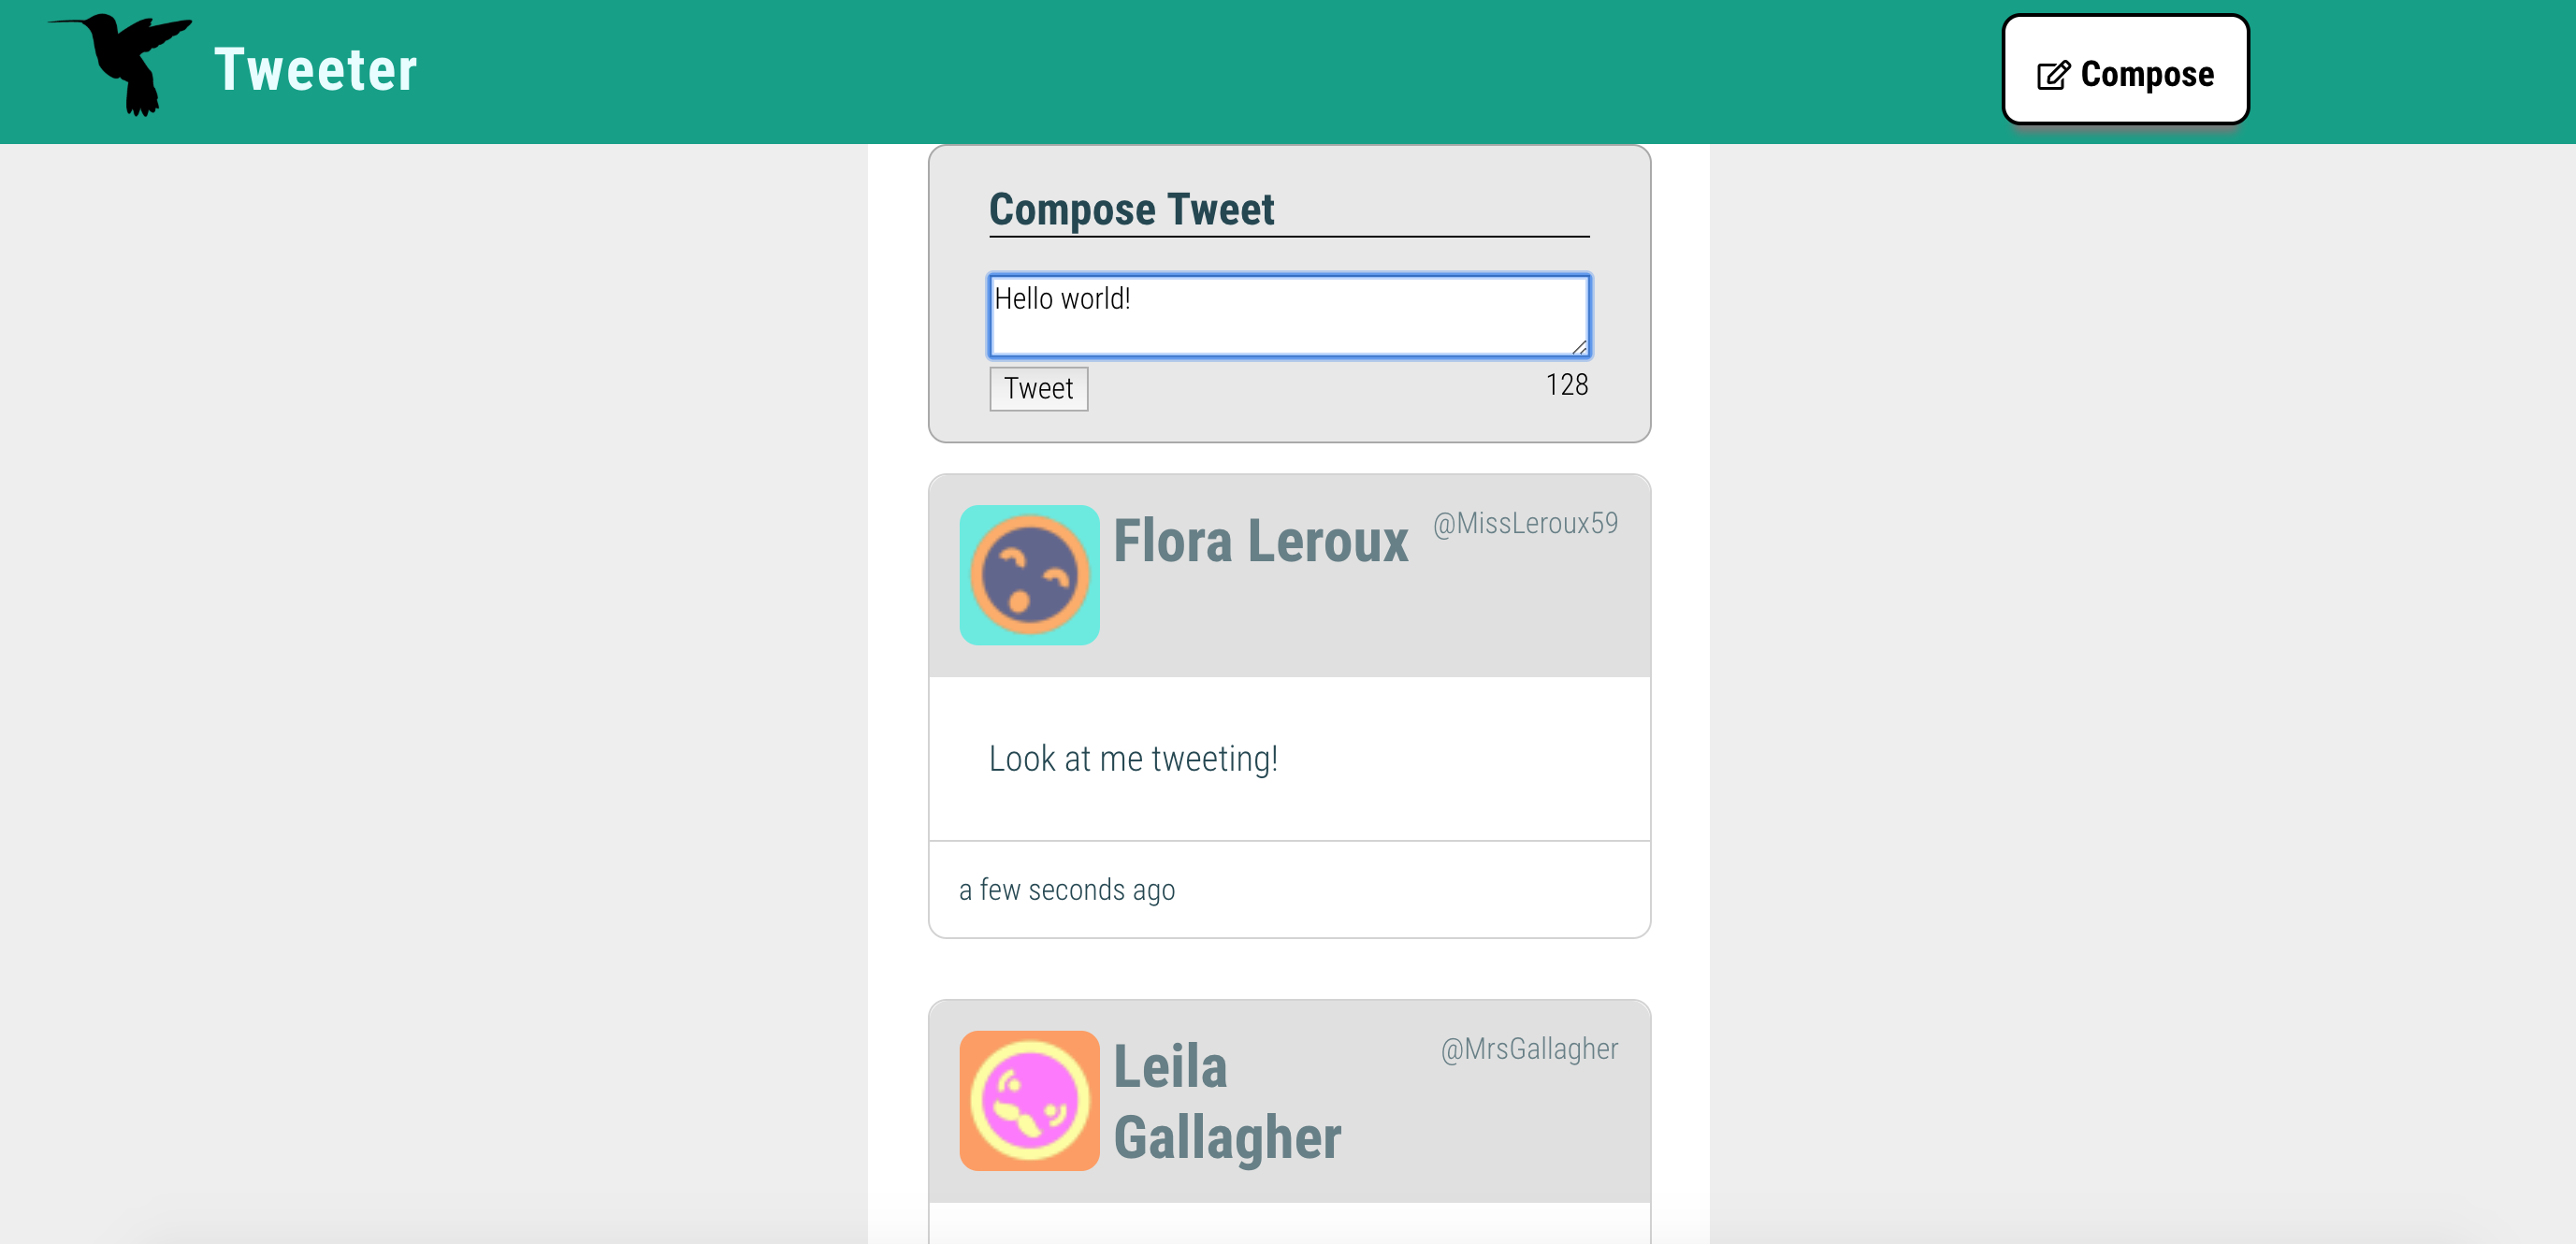 Tweeter
Compose
Compose Tweet
Hello world!
Tweet
128
Flora Leroux
@MissLeroux59
Look at me tweeting!
a few seconds ago
Leila
Gallagher
@MrsGallagher